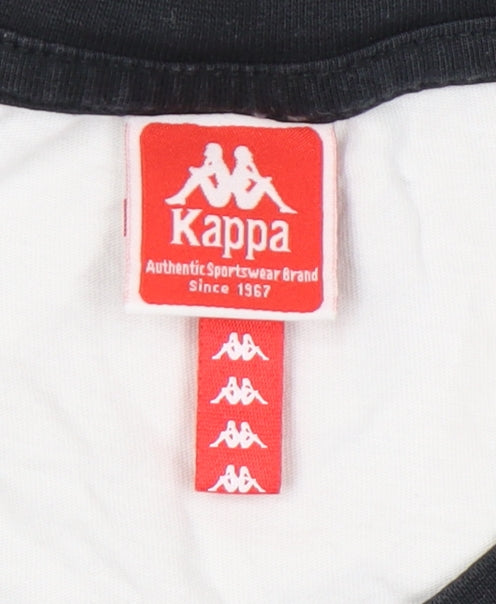 Kappa
Authentic Sportswear Brand
Since 1967